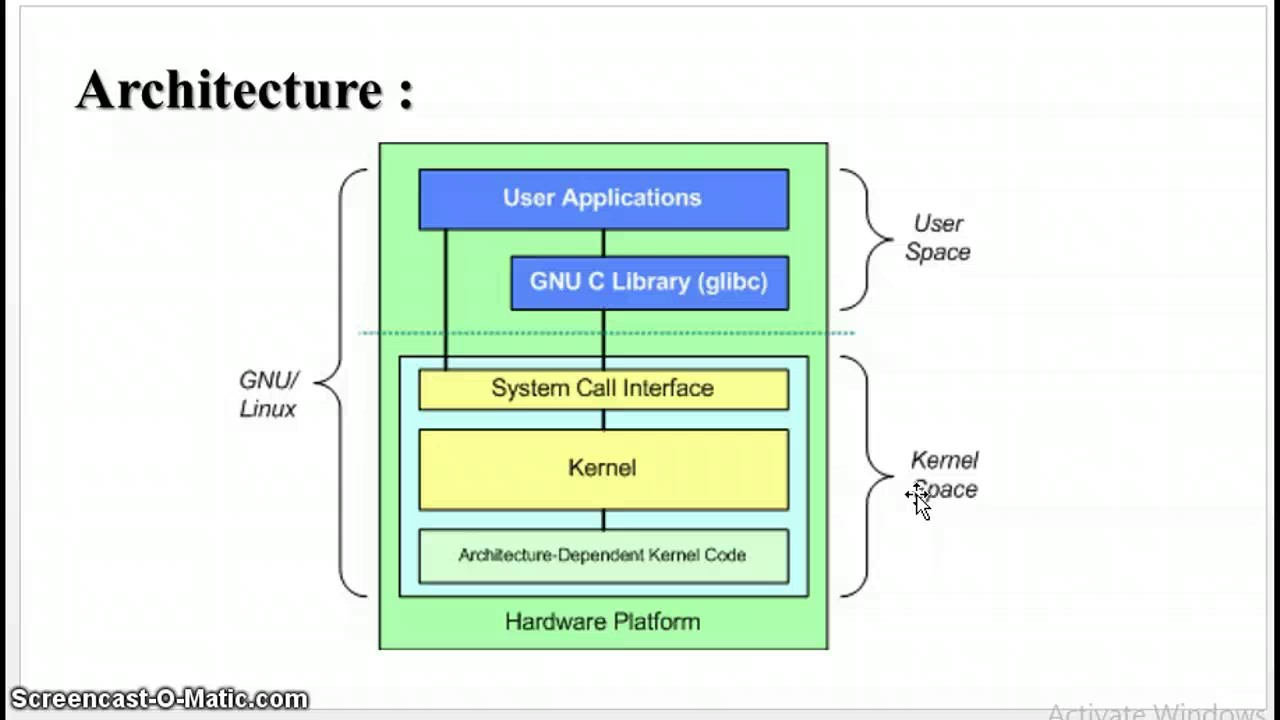 Architecture :
User Applications
GNU C Library (glibc)
User
Space
GNU/
Linux
System Call Interface
Kernel
Architecture-Dependent Kernel Code
Kernel
Space
Hardware Platform
Screencast-O-Matic.com
Activate Windows